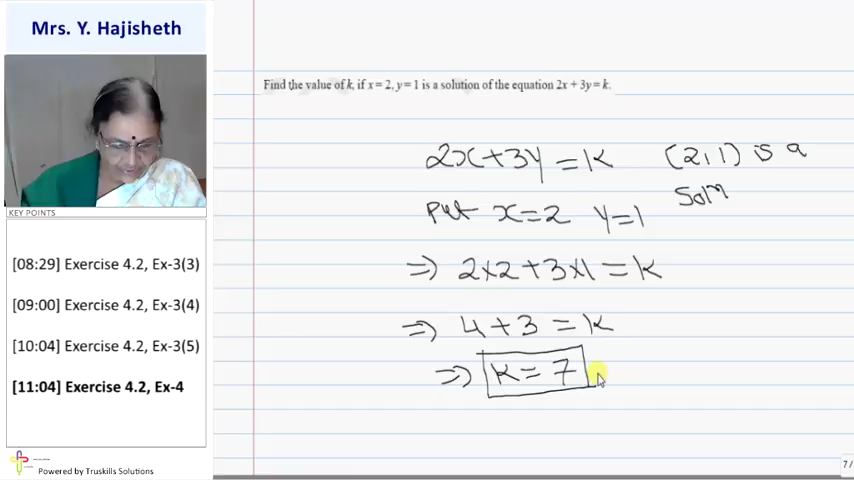 Mrs. Y. Hajisheth
KEY POINTS
[08:29] Exercise 4.2, Ex-3(3)
[09:00] Exercise 4.2, Ex-3(4)
[10:04] Exercise 4.2, Ex-3(5)
[11:04] Exercise 4.2, Ex-4
Powered by Truskills Solutions
Find the value of k, if x = 2, y = 1 is a solution of the equation 2x + 3y = k.
2x+3y = k (2,1) is a
Soln
Put x=2 y=1
⇒ 2×2+3×1 = k
⇒ 4+3 = k
⇒ k = 7
7/